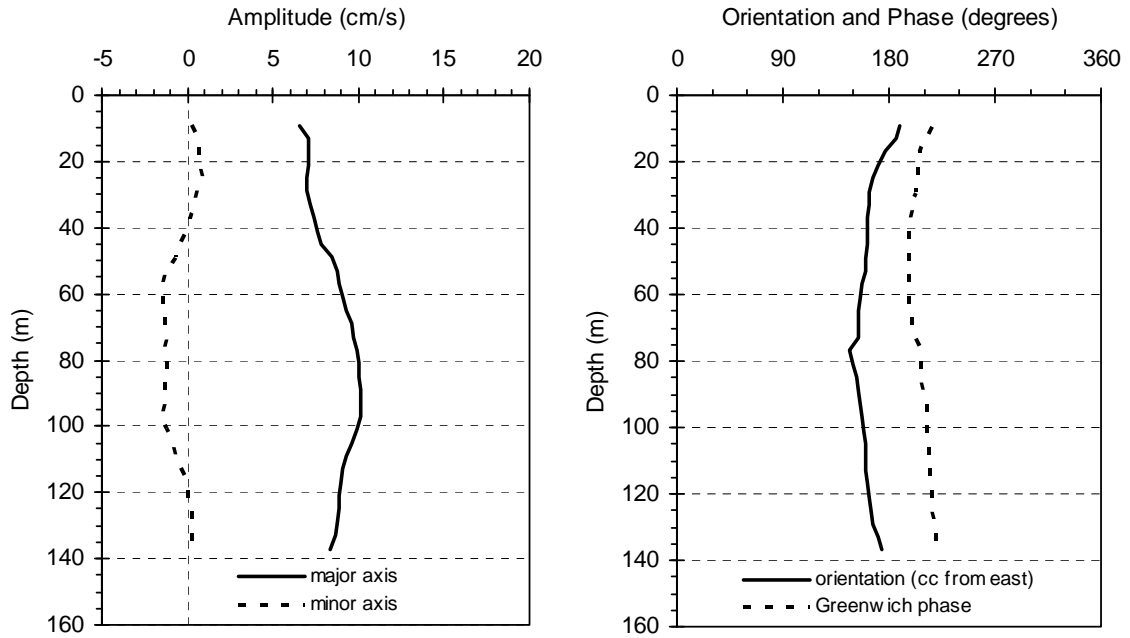 Amplitude (cm/s)
-5 0 5 10 15 20
0
20
40
60
80
100
120
140
160
Depth (m)
major axis
minor axis
Orientation and Phase (degrees)
0 90 180 270 360
0
20
40
60
80
100
120
140
160
Depth (m)
orientation (cc from east)
Greenwich phase